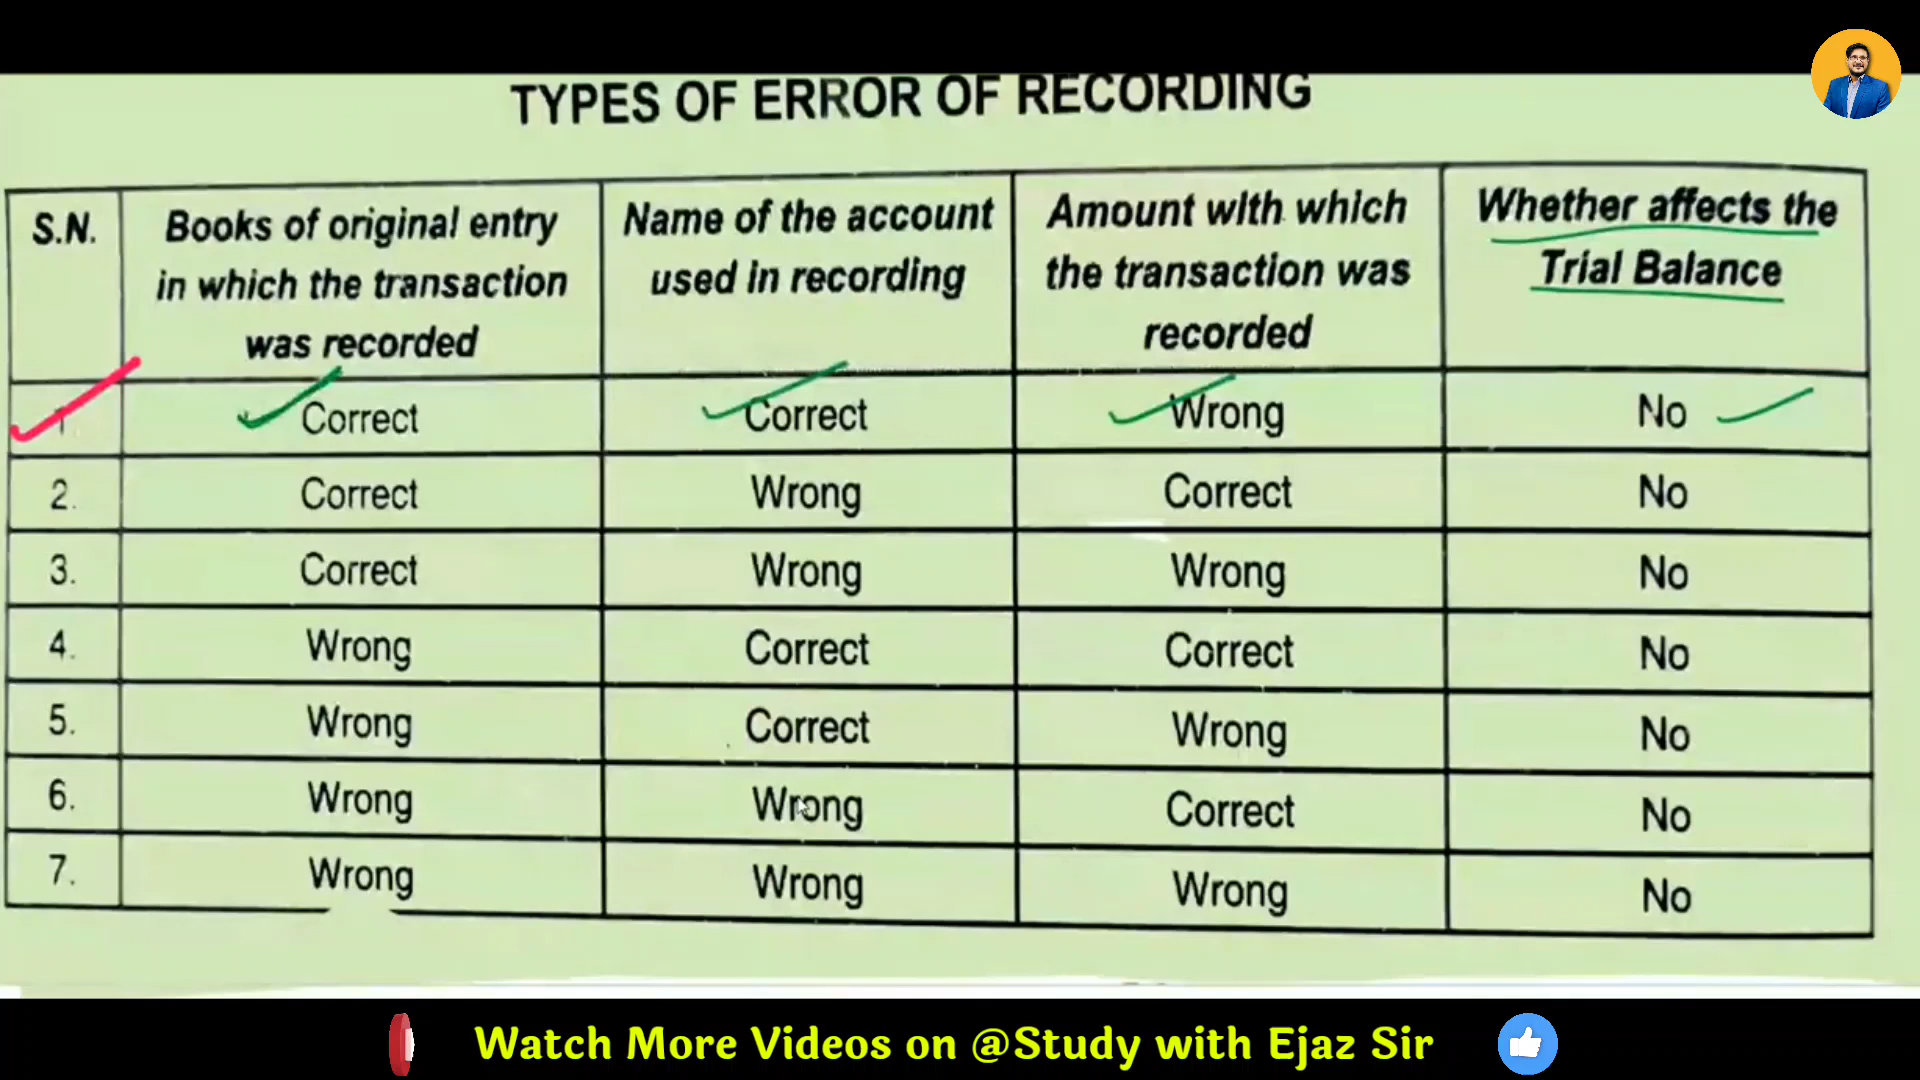 TYPES OF ERROR OF RECORDING
S.N. Books of original entry in which the transaction was recorded Name of the account used in recording Amount with which the transaction was recorded Whether affects the Trial Balance
1. Correct Correct Wrong No
2. Correct Wrong Correct No
3. Correct Wrong Wrong No
4. Wrong Correct Correct No
5. Wrong Correct Wrong No
6. Wrong Wrong Correct No
7. Wrong Wrong Wrong No
Watch More Videos on @Study with Ejaz Sir